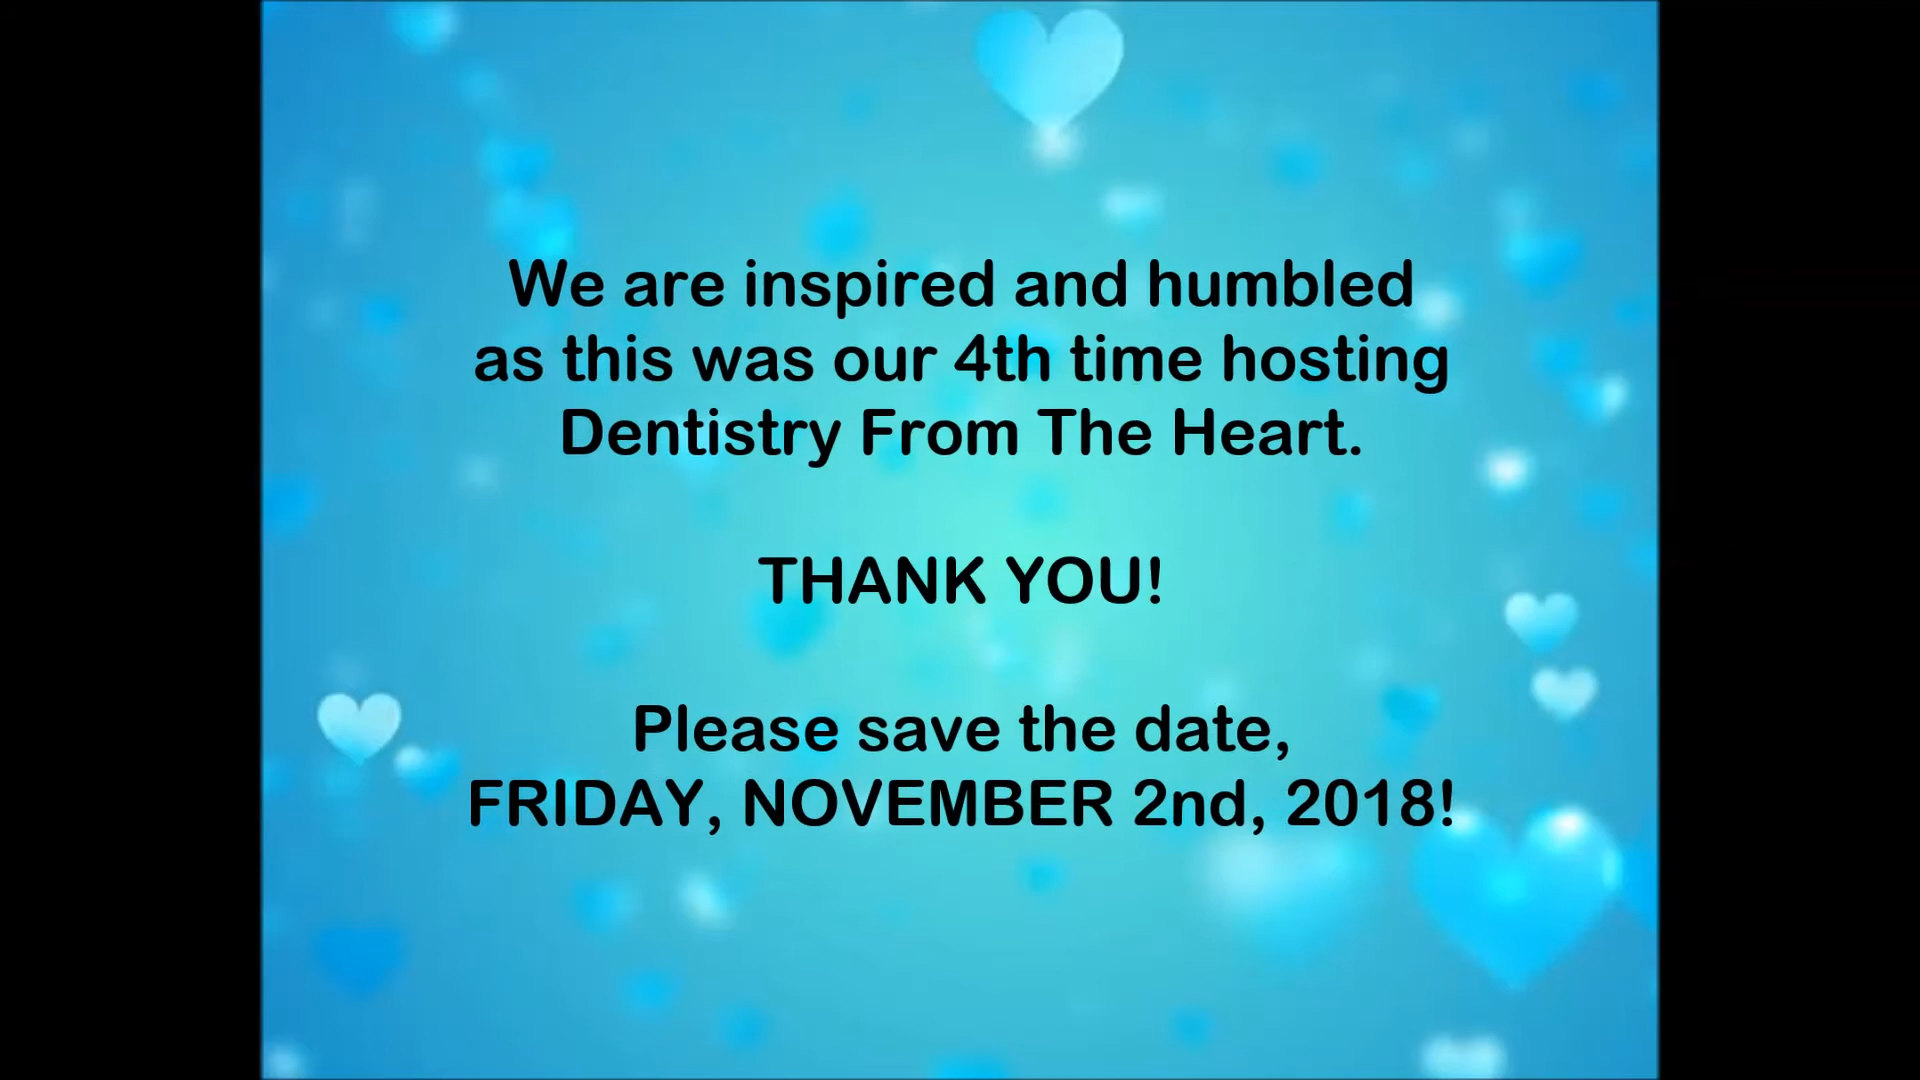 We are inspired and humbled
as this was our 4th time hosting
Dentistry From The Heart.
THANK YOU!
Please save the date,
FRIDAY, NOVEMBER 2nd, 2018!